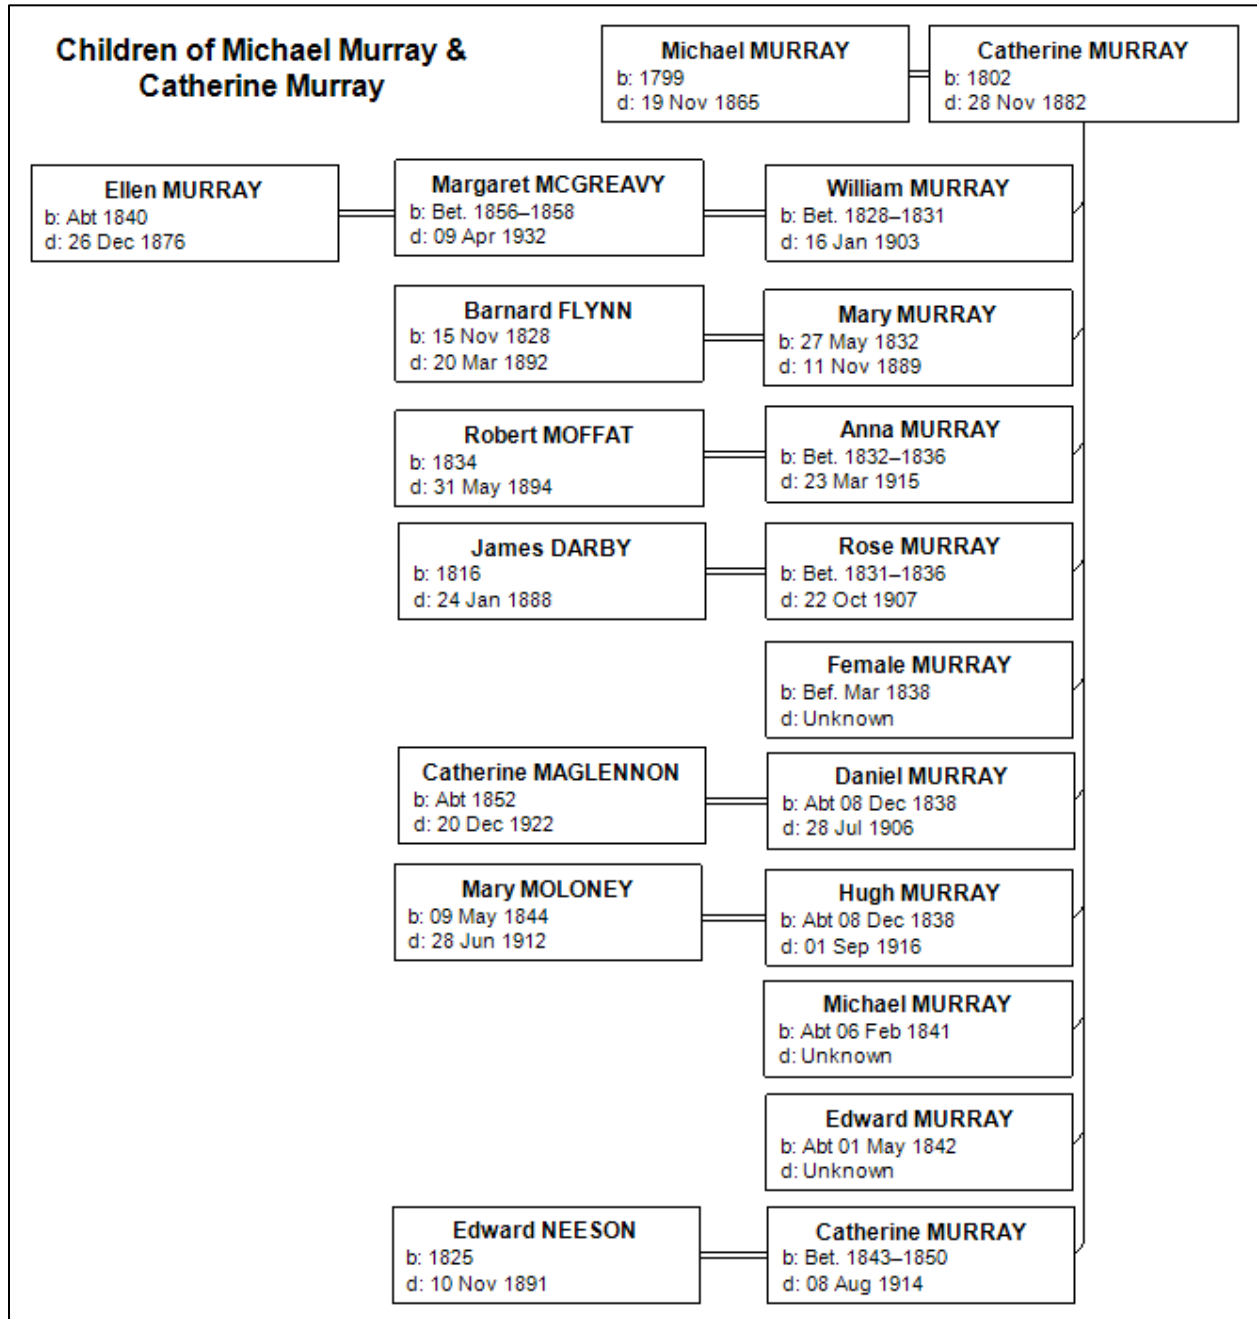 Children of Michael Murray &
Catherine Murray
Michael MURRAY
b: 1799
d: 19 Nov 1865
Catherine MURRAY
b: 1802
d: 28 Nov 1882
Ellen MURRAY
b: Abt 1840
d: 26 Dec 1876
Margaret MCGREAVY
b: Bet. 1856–1858
d: 09 Apr 1932
William MURRAY
b: Bet. 1828–1831
d: 16 Jan 1903
Barnard FLYNN
b: 15 Nov 1828
d: 20 Mar 1892
Mary MURRAY
b: 27 May 1832
d: 11 Nov 1889
Robert MOFFAT
b: 1834
d: 31 May 1894
Anna MURRAY
b: Bet. 1832–1836
d: 23 Mar 1915
James DARBY
b: 1816
d: 24 Jan 1888
Rose MURRAY
b: Bet. 1831–1836
d: 22 Oct 1907
Female MURRAY
b: Bef. Mar 1838
d: Unknown
Catherine MAGLENNON
b: Abt 1852
d: 20 Dec 1922
Daniel MURRAY
b: Abt 08 Dec 1838
d: 28 Jul 1906
Mary MOLONEY
b: 09 May 1844
d: 28 Jun 1912
Hugh MURRAY
b: Abt 08 Dec 1838
d: 01 Sep 1916
Michael MURRAY
b: Abt 06 Feb 1841
d: Unknown
Edward MURRAY
b: Abt 01 May 1842
d: Unknown
Edward NEESON
b: 1825
d: 10 Nov 1891
Catherine MURRAY
b: Bet. 1843–1850
d: 08 Aug 1914